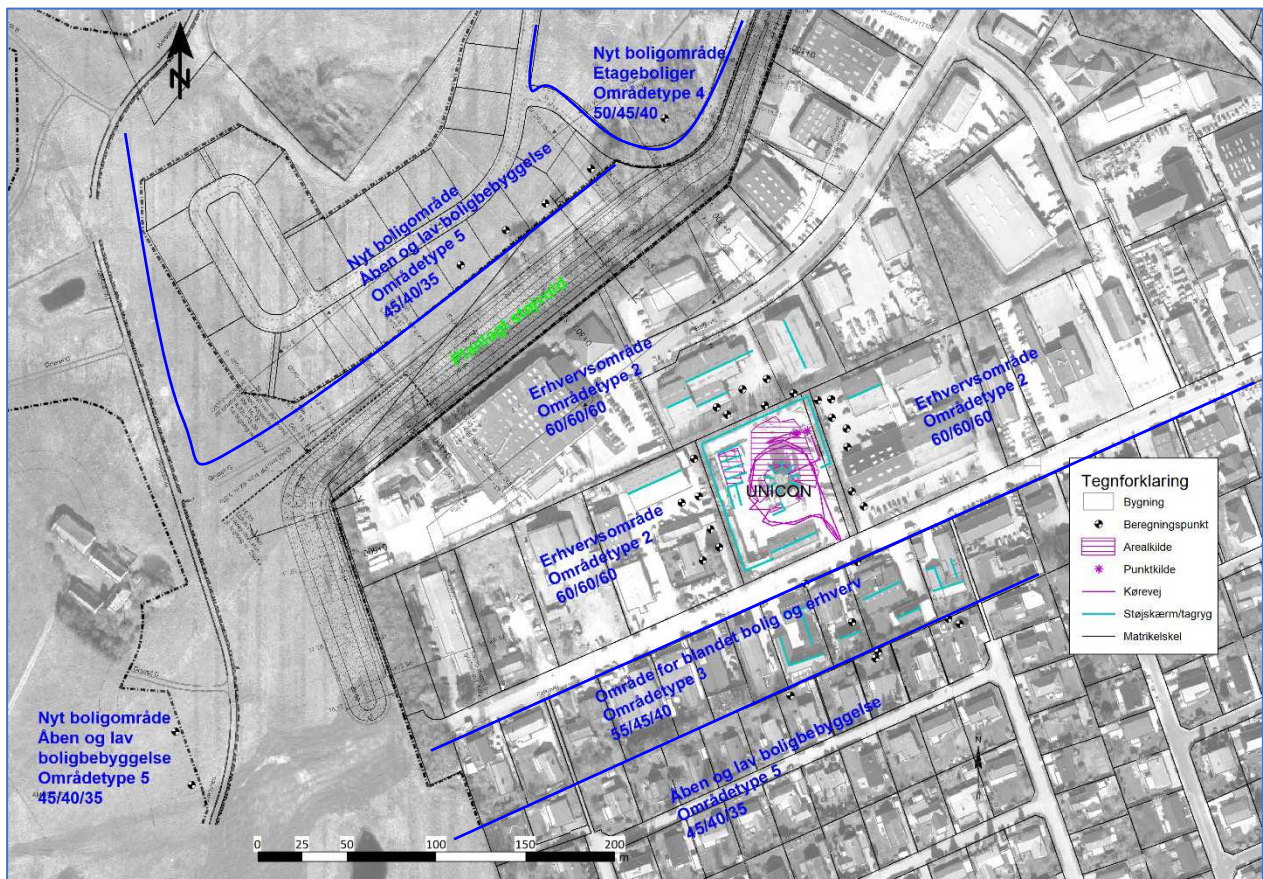 N
Nyt boligområde
Etageboliger
Områdetype 4
50/45/40
Nyt boligområde
Åben og lav boligbebyggelse
Områdetype 5
45/40/35
Planlagt støjvold
Erhvervsområde
Områdetype 2
60/60/60
Erhvervsområde
Områdetype 2
60/60/60
UNICON
Erhvervsområde
Områdetype 2
60/60/60
Tegnforklaring
Bygning
Beregningspunkt
Arealkilde
Punktkilde
Kørevej
Støjskærm/tagryg
Matrikelskel
Område for blandet bolig og erhverv
Områdetype 3
55/45/40
Nyt boligområde
Åben og lav
boligbebyggelse
Områdetype 5
45/40/35
Åben og lav boligbebyggelse
Områdetype 5
45/40/35
N
0 50 100 150 200
m